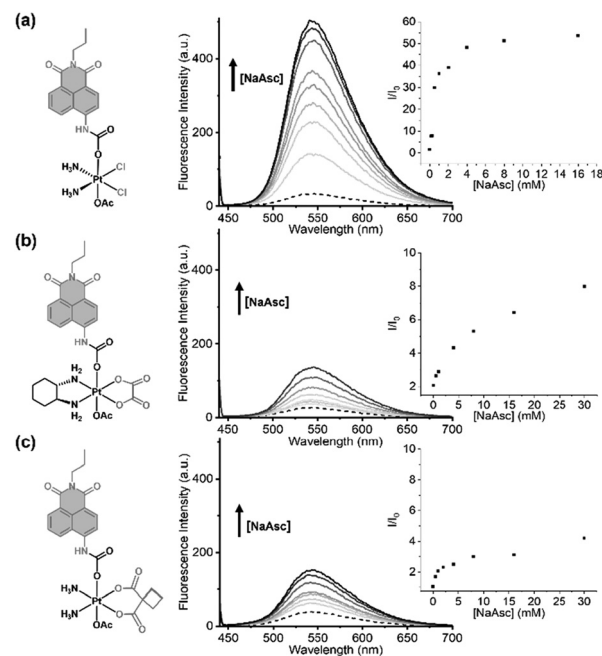 (a)
O
N
O
HN
O
O
H₃N
Cl
Pt
H₃N
Cl
OAc
Fluorescence Intensity (a.u.)
400
200
0
[NaAsc]
450 500 550 600 650 700
Wavelength (nm)
I/I₀
60
50
40
30
20
10
0
0 2 4 6 8 10 12 14 16 18
[NaAsc] (mM)
(b)
O
N
O
HN
O
O
H₂
N
O
O
Pt
N
O
O
H₂
OAc
Fluorescence Intensity (a.u.)
400
200
0
[NaAsc]
450 500 550 600 650 700
Wavelength (nm)
I/I₀
10
8
6
4
2
0 5 10 15 20 25 30
[NaAsc] (mM)
(c)
O
N
O
HN
O
O
O
H₃N
O
Pt
H₃N
O
OAc
O
Fluorescence Intensity (a.u.)
400
200
0
[NaAsc]
450 500 550 600 650 700
Wavelength (nm)
I/I₀
8
6
4
2
0 5 10 15 20 25 30
[NaAsc] (mM)